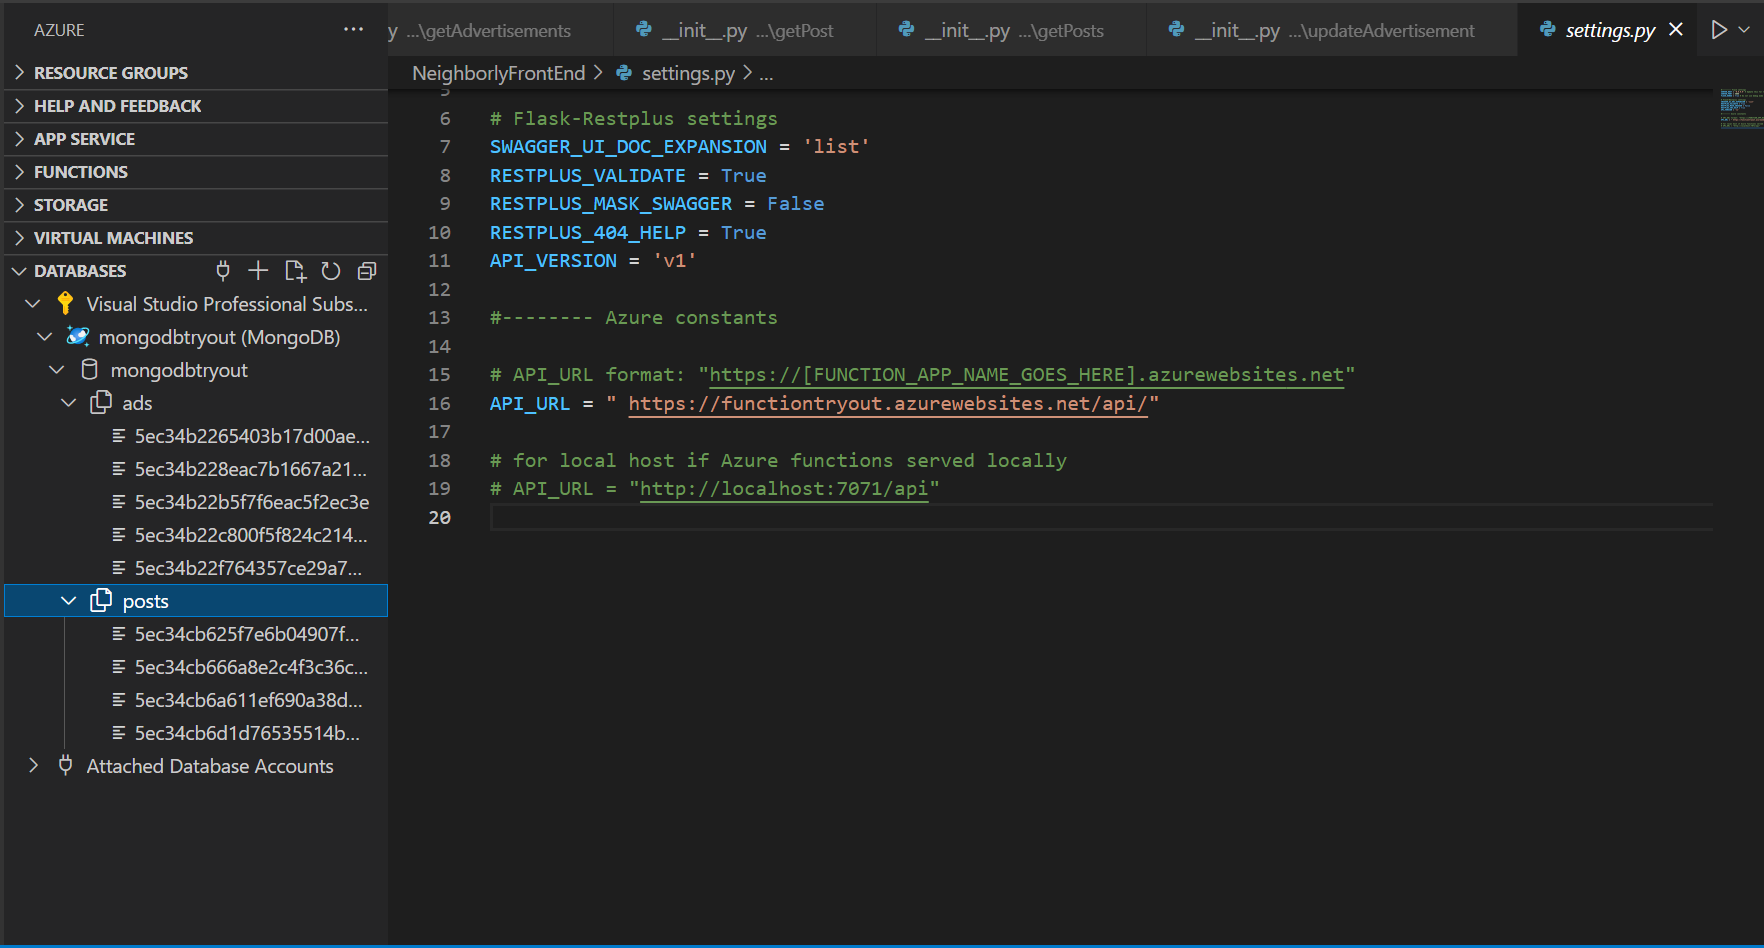 AZURE
RESOURCE GROUPS
HELP AND FEEDBACK
APP SERVICE
FUNCTIONS
STORAGE
VIRTUAL MACHINES
DATABASES
Visual Studio Professional Subs...
mongodbtryout (MongoDB)
mongodbtryout
ads
5ec34b2265403b17d00ae...
5ec34b228eac7b1667a21...
5ec34b22b5f7f6eac5f2ec3e
5ec34b22c800f5f824c214...
5ec34b22f764357ce29a7...
posts
5ec34cb625f7e6b04907f...
5ec34cb666a8e2c4f3c36c...
5ec34cb6a611ef690a38d...
5ec34cb6d1d76535514b...
Attached Database Accounts
y ...\getAdvertisements
__init__.py ...\getPost
__init__.py ...\getPosts
__init__.py ...\updateAdvertisement
settings.py
NeighborlyFrontEnd > settings.py > ...
5
6 # Flask-Restplus settings
7 SWAGGER_UI_DOC_EXPANSION = 'list'
8 RESTPLUS_VALIDATE = True
9 RESTPLUS_MASK_SWAGGER = False
10 RESTPLUS_404_HELP = True
11 API_VERSION = 'v1'
12
13 #-------- Azure constants
14
15 # API_URL format: "https://[FUNCTION_APP_NAME_GOES_HERE].azurewebsites.net"
16 API_URL = " https://functiontryout.azurewebsites.net/api/"
17
18 # for local host if Azure functions served locally
19 # API_URL = "http://localhost:7071/api"
20